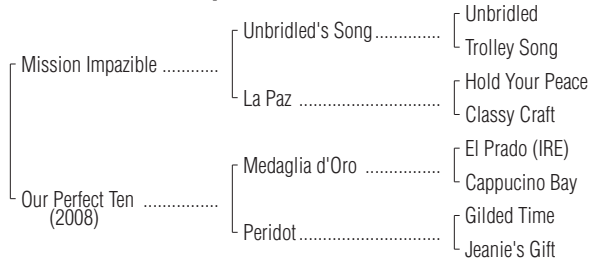 Unbridled
Unbridled's Song..............
Trolley Song
Mission Impazible ............
Hold Your Peace
La Paz ..............................
Classy Craft
El Prado (IRE)
Medaglia d'Oro ................
Cappucino Bay
Our Perfect Ten ................
(2008)
Gilded Time
Peridot..............................
Jeanie's Gift